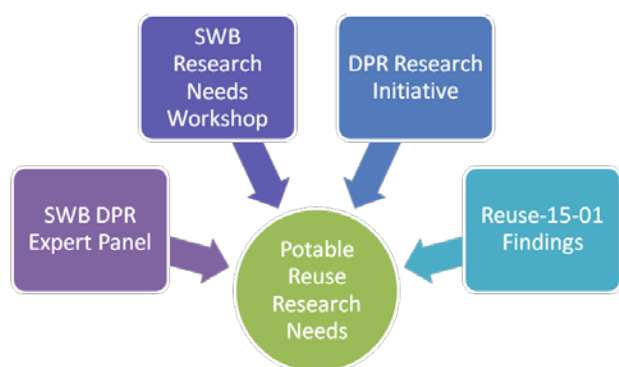 SWB
Research
Needs
Workshop
DPR Research
Initiative
SWB DPR
Expert Panel
Reuse-15-01
Findings
Potable
Reuse
Research
Needs